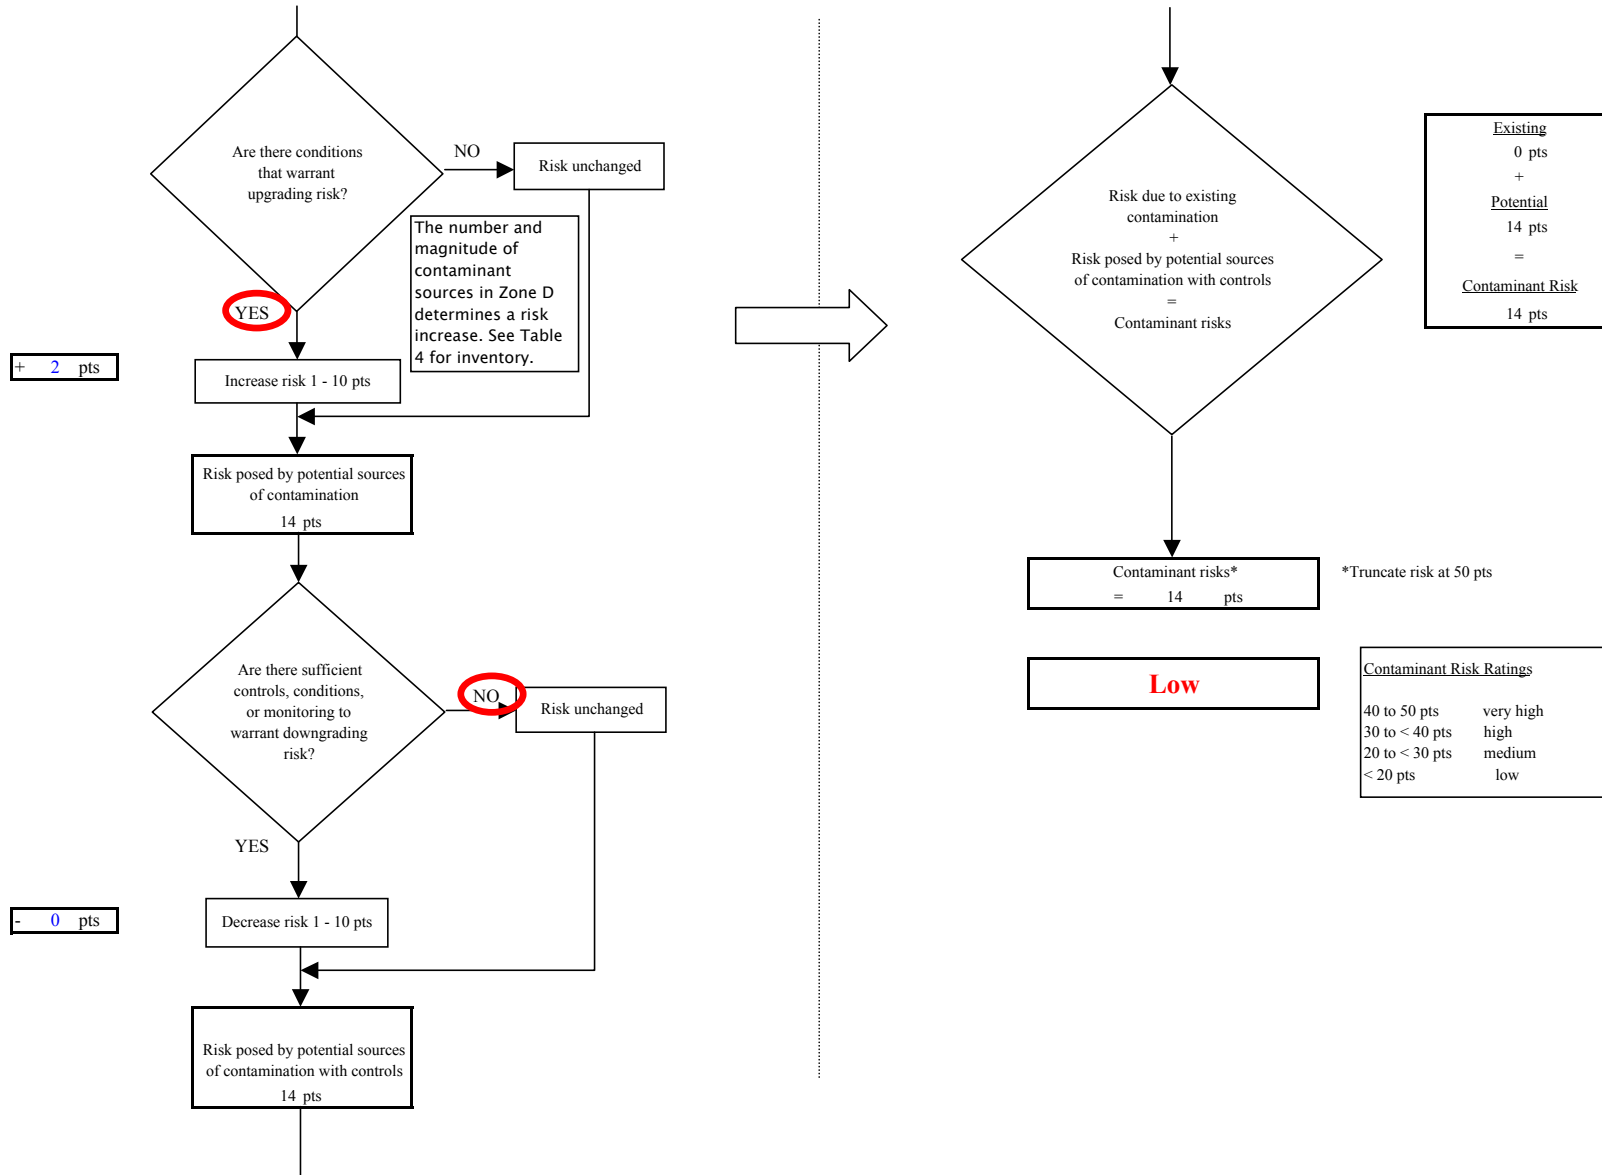 Are there conditions
that warrant
upgrading risk?
NO
Risk unchanged
The number and
magnitude of
contaminant
sources in Zone D
determines a risk
increase. See Table
4 for inventory.
YES
+ 2 pts
Increase risk 1 - 10 pts
Risk posed by potential sources
of contamination
14 pts
Are there sufficient
controls, conditions,
or monitoring to
warrant downgrading
risk?
NO
Risk unchanged
YES
- 0 pts
Decrease risk 1 - 10 pts
Risk posed by potential sources
of contamination with controls
14 pts
Risk due to existing
contamination
+
Risk posed by potential sources
of contamination with controls
=
Contaminant risks
Existing
0 pts
+
Potential
14 pts
=
Contaminant Risk
14 pts
Contaminant risks*
= 14 pts
*Truncate risk at 50 pts
Low
Contaminant Risk Ratings
40 to 50 pts very high
30 to < 40 pts high
20 to < 30 pts medium
< 20 pts low